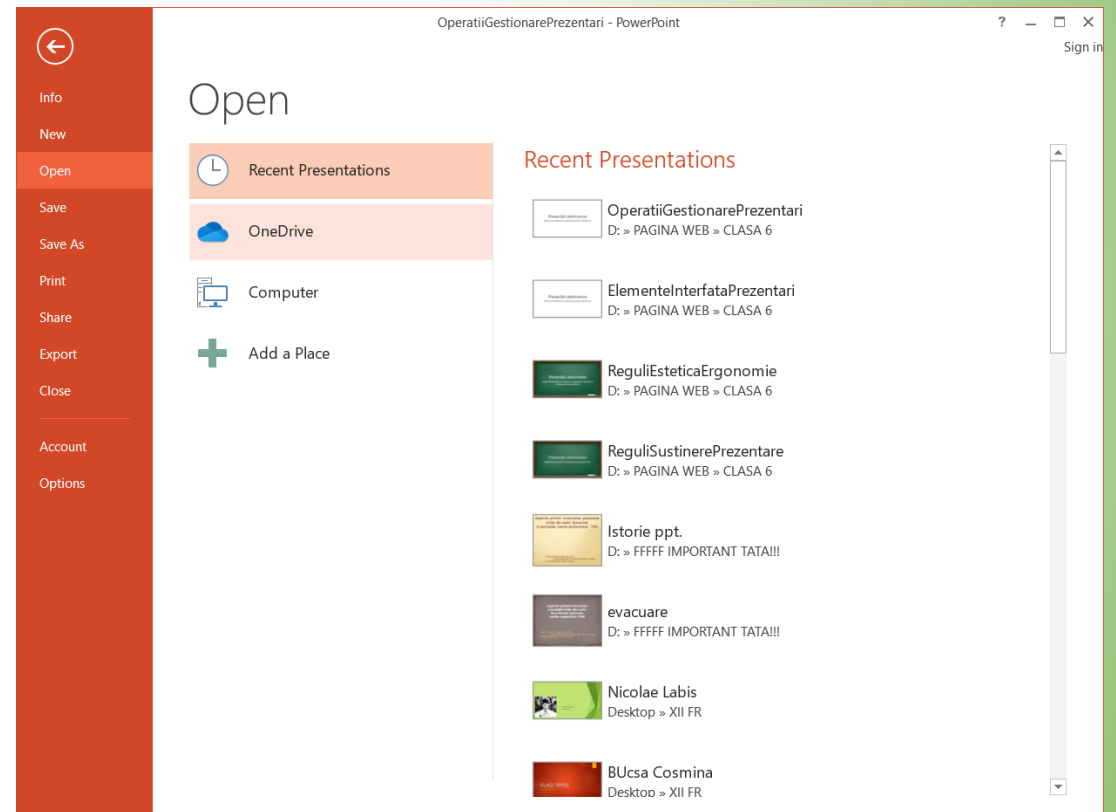 OperatiiGestionarePrezentari - PowerPoint
?
Sign in
Info
New
Open
Save
Save As
Print
Share
Export
Close
Account
Options
Open
Recent Presentations
OneDrive
Computer
Add a Place
Recent Presentations
OperatiiGestionarePrezentari
D: » PAGINA WEB » CLASA 6
ElementeInterfataPrezentari
D: » PAGINA WEB » CLASA 6
ReguliEsteticaErgonomie
D: » PAGINA WEB » CLASA 6
ReguliSustinerePrezentare
D: » PAGINA WEB » CLASA 6
Istorie ppt.
D: » FFFFF IMPORTANT TATA!!!
evacuare
D: » FFFFF IMPORTANT TATA!!!
Nicolae Labis
Desktop » XII FR
VLAD TEPES
BUcsa Cosmina
Desktop » XII FR